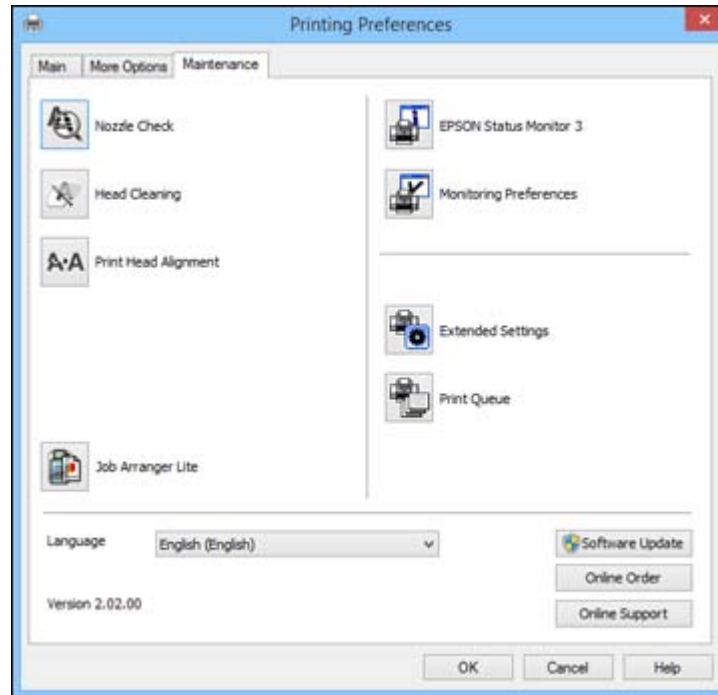 Printing Preferences
Main
More Options
Maintenance
Nozzle Check
Head Cleaning
A·A Print Head Alignment
Job Arranger Lite
EPSON Status Monitor 3
Monitoring Preferences
Extended Settings
Print Queue
Language
English (English)
Software Update
Online Order
Version 2.02.00
Online Support
OK
Cancel
Help